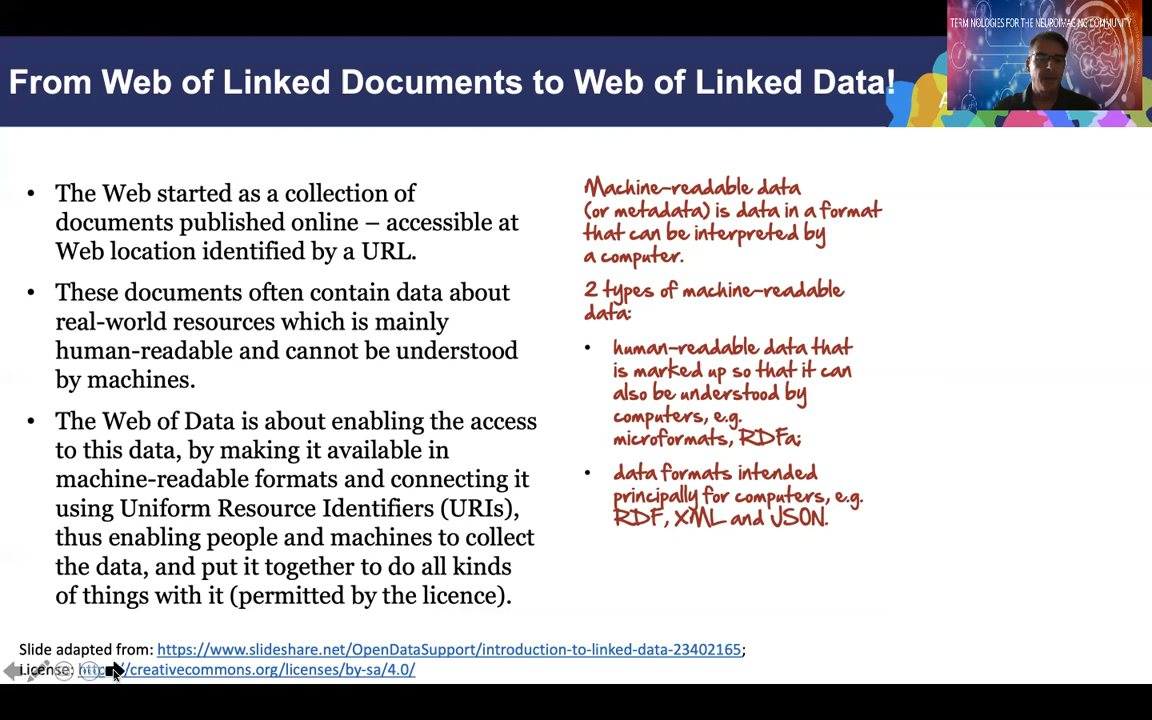 TERM NOLOGIES FOR THE NEUROIMAGING COMMUNITY
From Web of Linked Documents to Web of Linked Data!
A
• The Web started as a collection of
documents published online – accessible at
Web location identified by a URL.
• These documents often contain data about
real-world resources which is mainly
human-readable and cannot be understood
by machines.
• The Web of Data is about enabling the access
to this data, by making it available in
machine-readable formats and connecting it
using Uniform Resource Identifiers (URIs),
thus enabling people and machines to collect
the data, and put it together to do all kinds
of things with it (permitted by the licence).
Machine-readable data
(or metadata) is data in a format
that can be interpreted by
a computer.
2 types of machine-readable
data:
• human-readable data that
is marked up so that it can
also be understood by
computers, e.g.
microformats, RDFa;
• data formats intended
principally for computers, e.g.
RDF, XML and JSON.
Slide adapted from: https://www.slideshare.net/OpenDataSupport/introduction-to-linked-data-23402165;
License: http://creativecommons.org/licenses/by-sa/4.0/